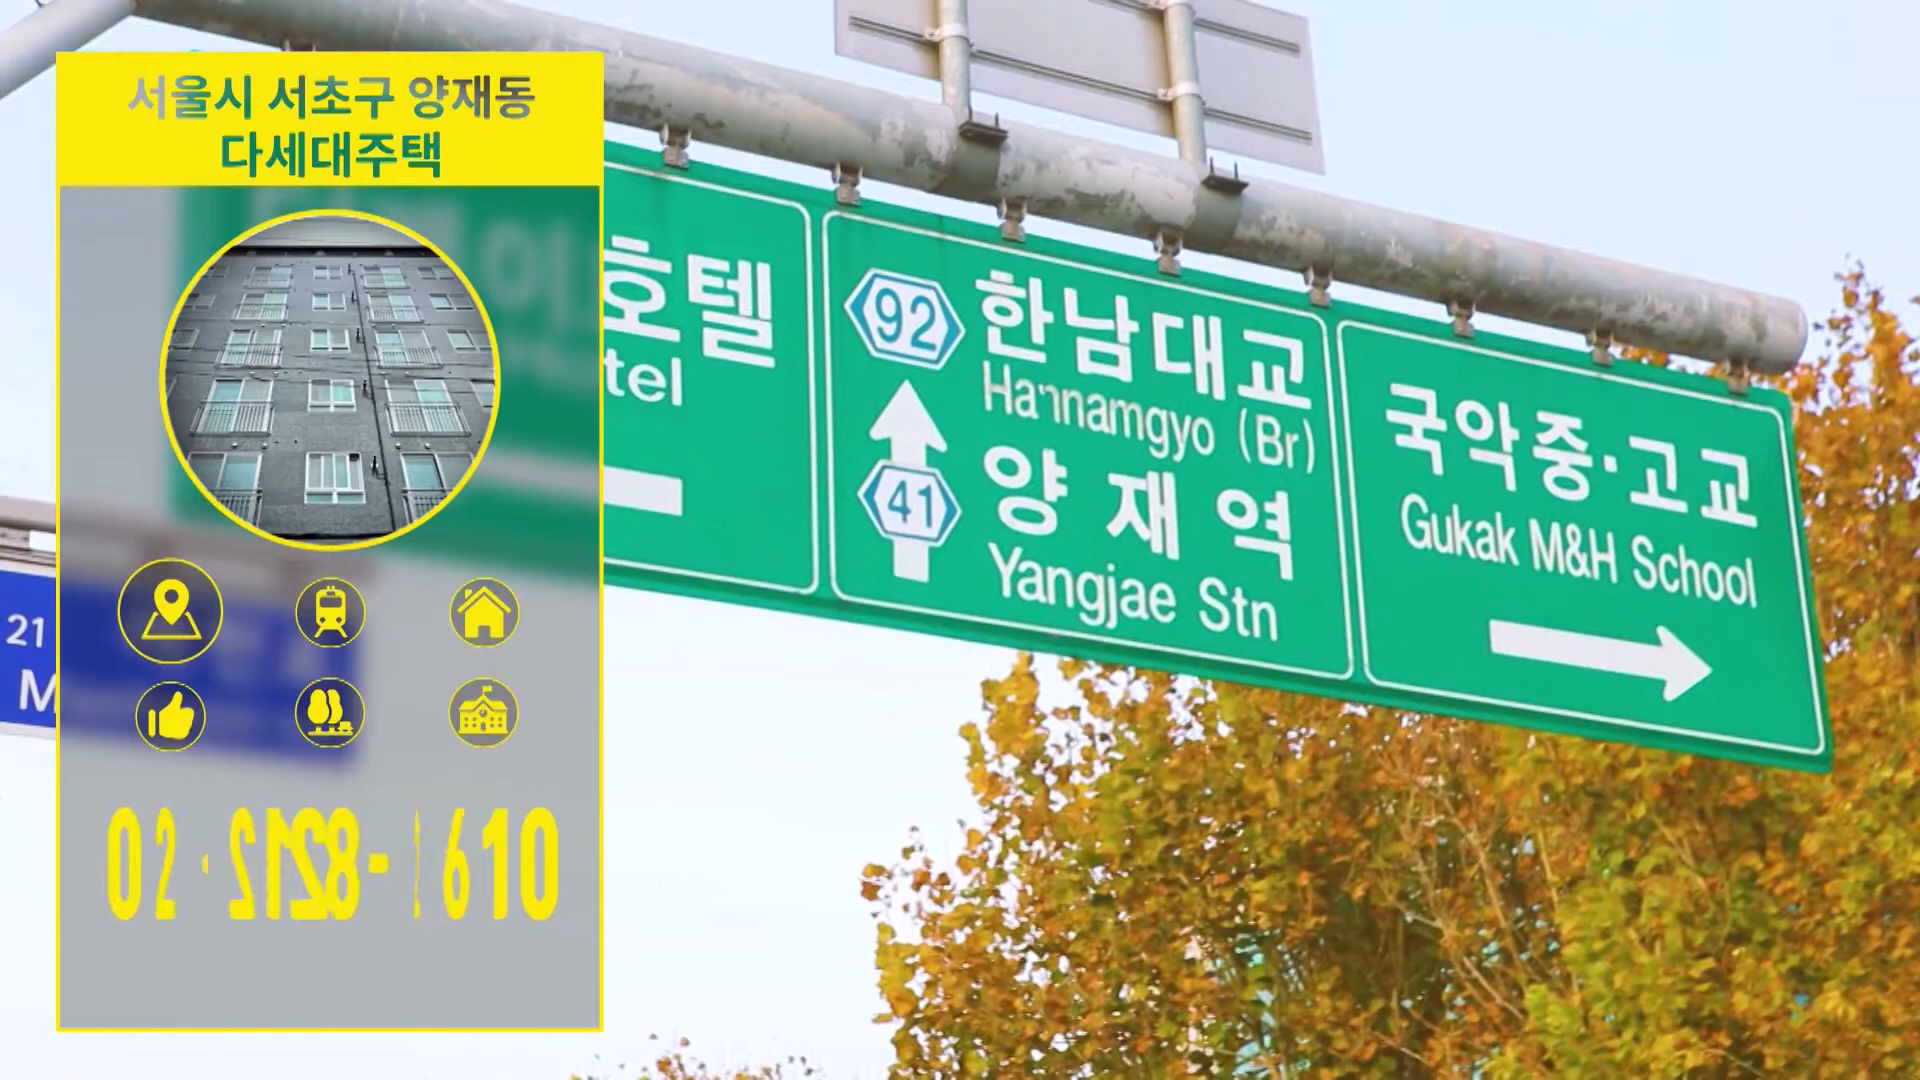 서울시 서초구 양재동
다세대주택
호텔
tel
92
한남대교
Hannamgyo (Br)
41
양재역
Yangjae Stn
국악중·고교
Gukak M&H School
21
M